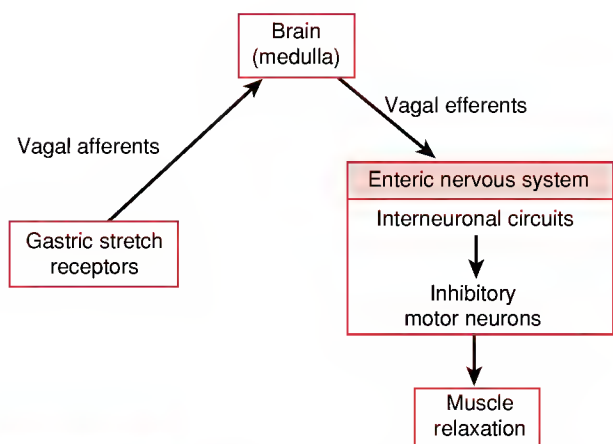 Brain
(medulla)
Vagal efferents
Vagal afferents
Enteric nervous system
Interneuronal circuits
Gastric stretch
receptors
Inhibitory
motor neurons
Muscle
relaxation